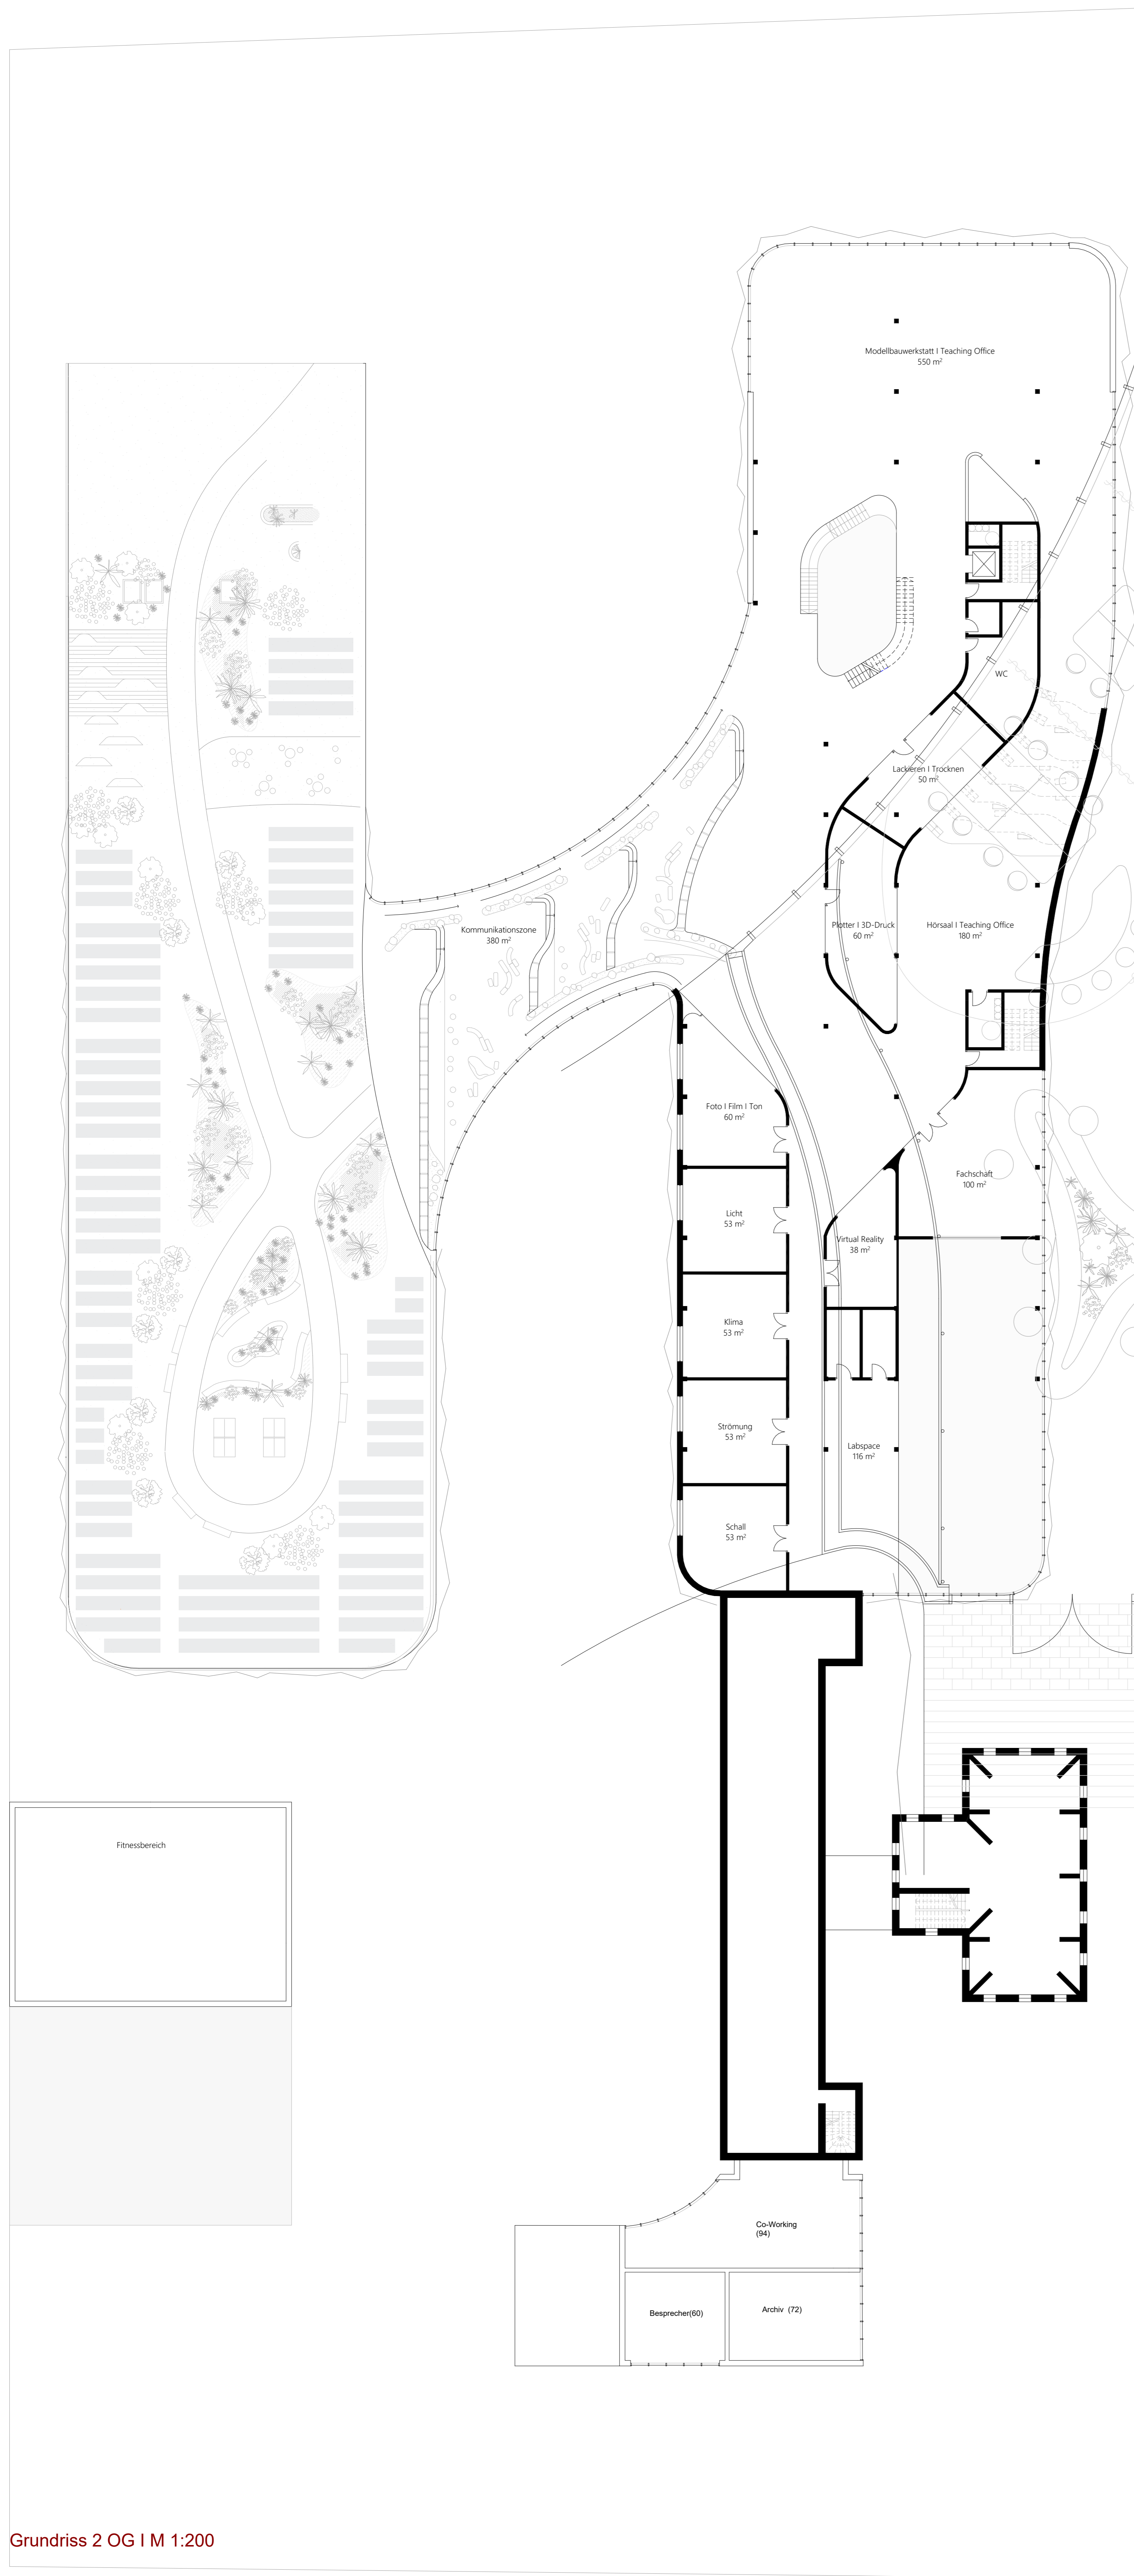 Modellbauwerkstatt I Teaching Office
550 m²
WC
Lackieren I Trocknen
50 m²
Kommunikationszone
380 m²
Plotter I 3D-Druck
60 m²
Hörsaal I Teaching Office
180 m²
Foto I Film I Ton
60 m²
Fachschaft
100 m²
Licht
53 m²
Virtual Reality
38 m²
Klima
53 m²
Strömung
53 m²
Labspace
116 m²
Schall
53 m²
Fitnessbereich
Co-Working
(94)
Besprecher(60)
Archiv (72)
Grundriss 2 OG I M 1:200